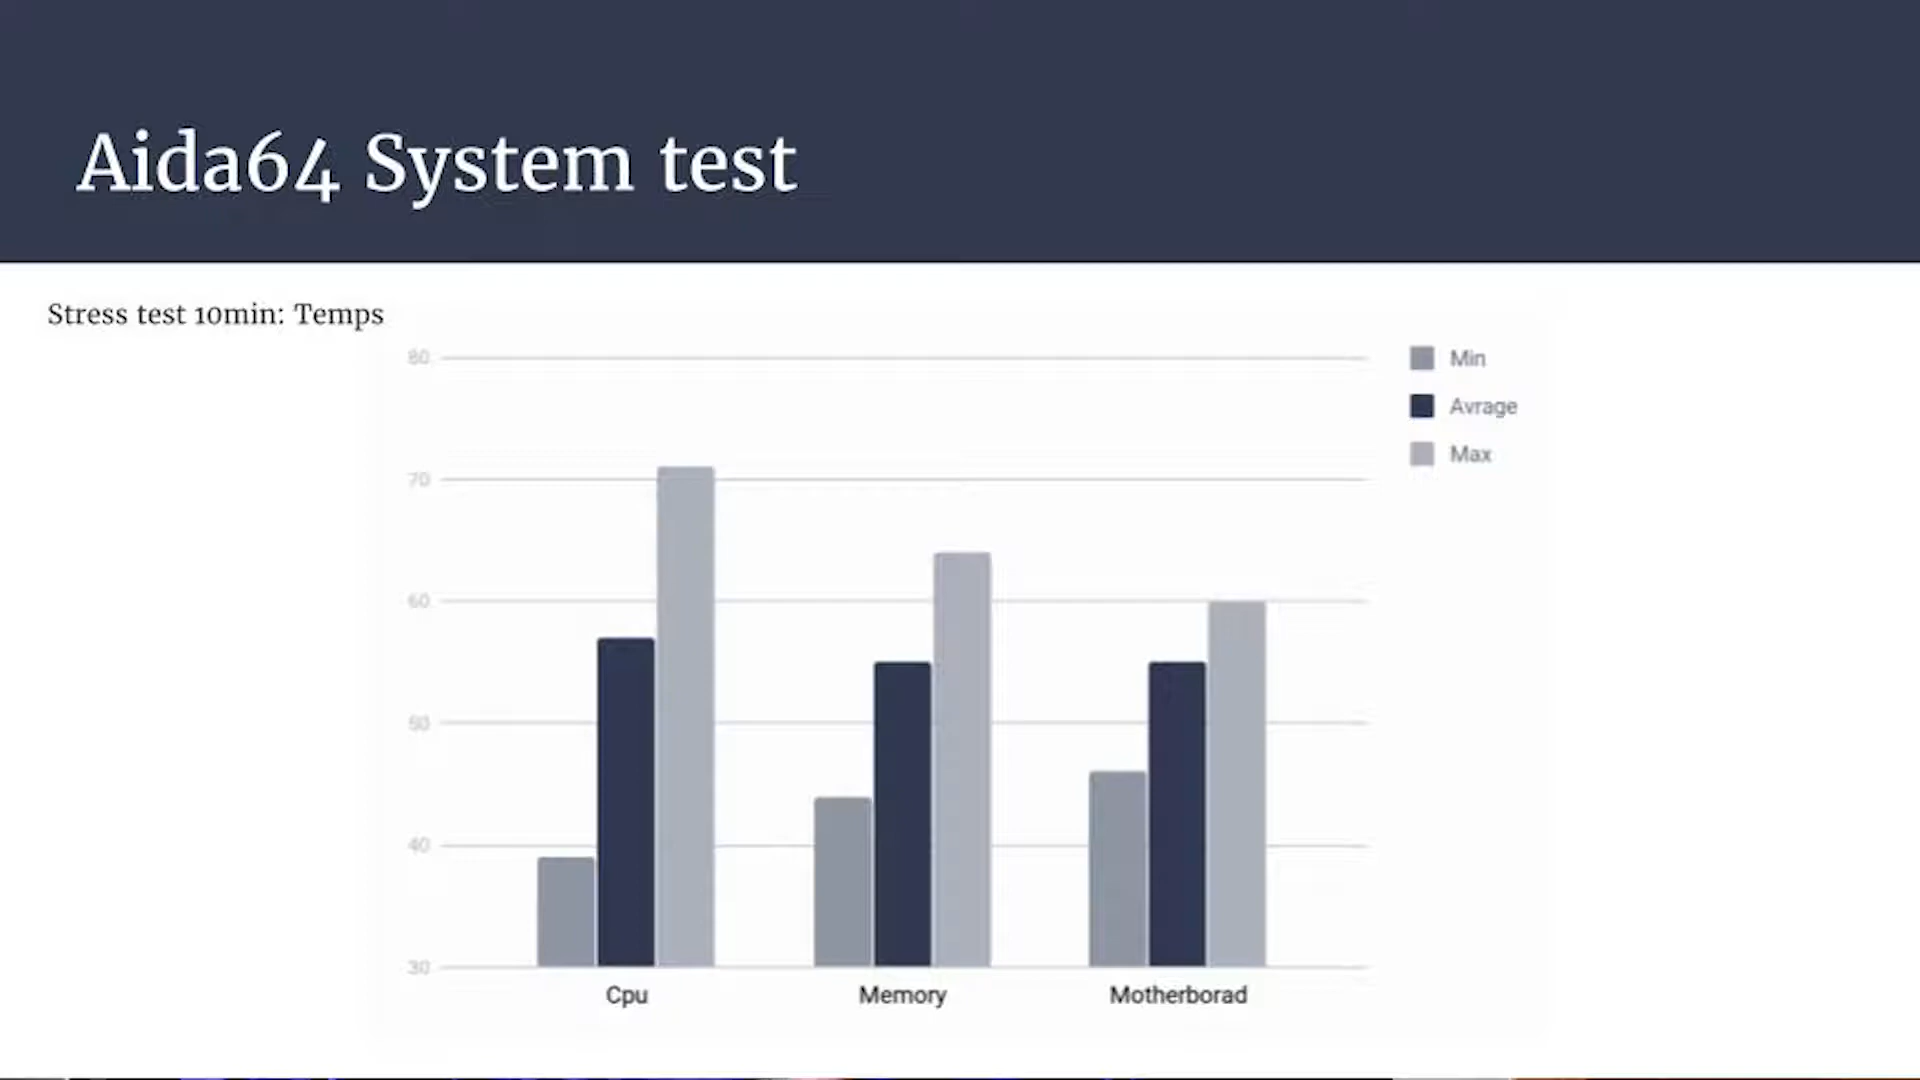 Aida64 System test
Stress test 10min: Temps
80
70
60
50
40
30
Min
Avrage
Max
Cpu
Memory
Motherborad